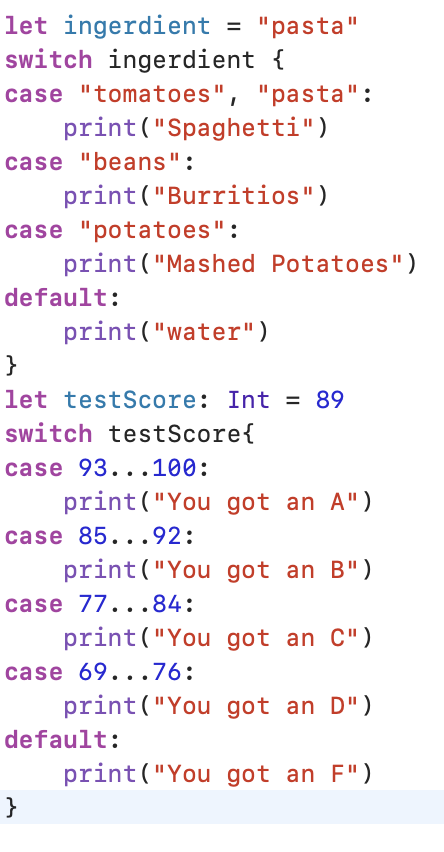 let ingerdient = "pasta"
switch ingerdient {
case "tomatoes", "pasta":
    print("Spaghetti")
case "beans":
    print("Burritios")
case "potatoes":
    print("Mashed Potatoes")
default:
    print("water")
}
let testScore: Int = 89
switch testScore{
case 93...100:
    print("You got an A")
case 85...92:
    print("You got an B")
case 77...84:
    print("You got an C")
case 69...76:
    print("You got an D")
default:
    print("You got an F")
}